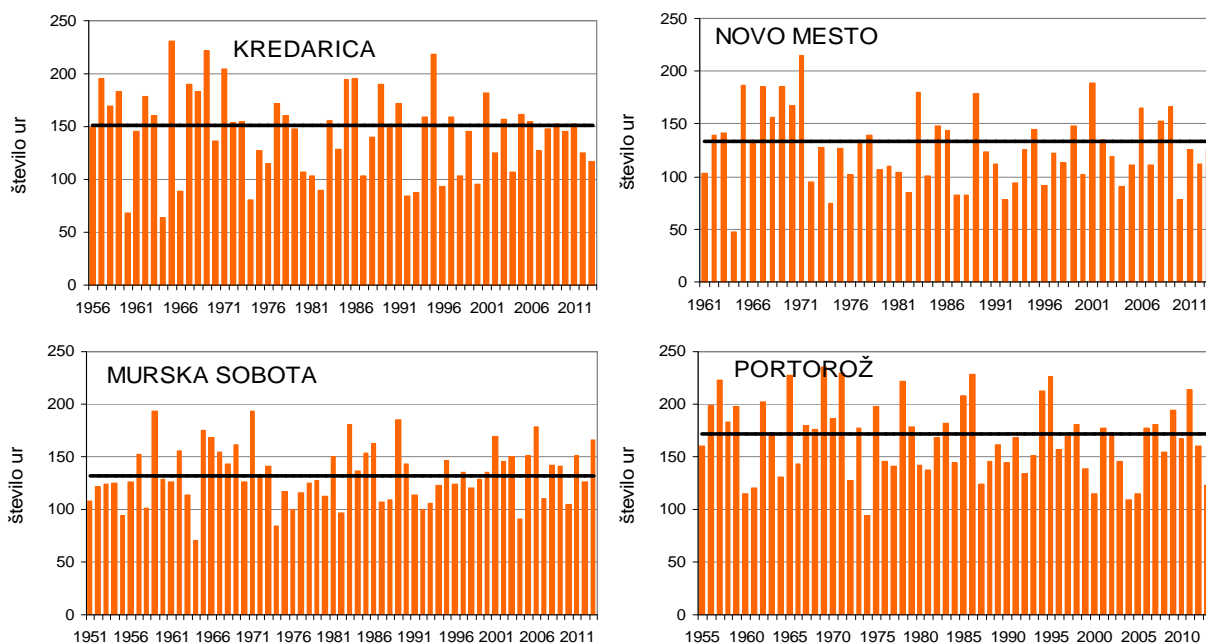 KREDARICA
število ur
250
200
150
100
50
0
1956 1961 1966 1971 1976 1981 1986 1991 1996 2001 2006 2011
NOVO MESTO
število ur
250
200
150
100
50
0
1961 1966 1971 1976 1981 1986 1991 1996 2001 2006 2011
MURSKA SOBOTA
število ur
250
200
150
100
50
0
1951 1956 1961 1966 1971 1976 1981 1986 1991 1996 2001 2006 2011
PORTOROŽ
število ur
250
200
150
100
50
0
1955 1960 1965 1970 1975 1980 1985 1990 1995 2000 2005 2010